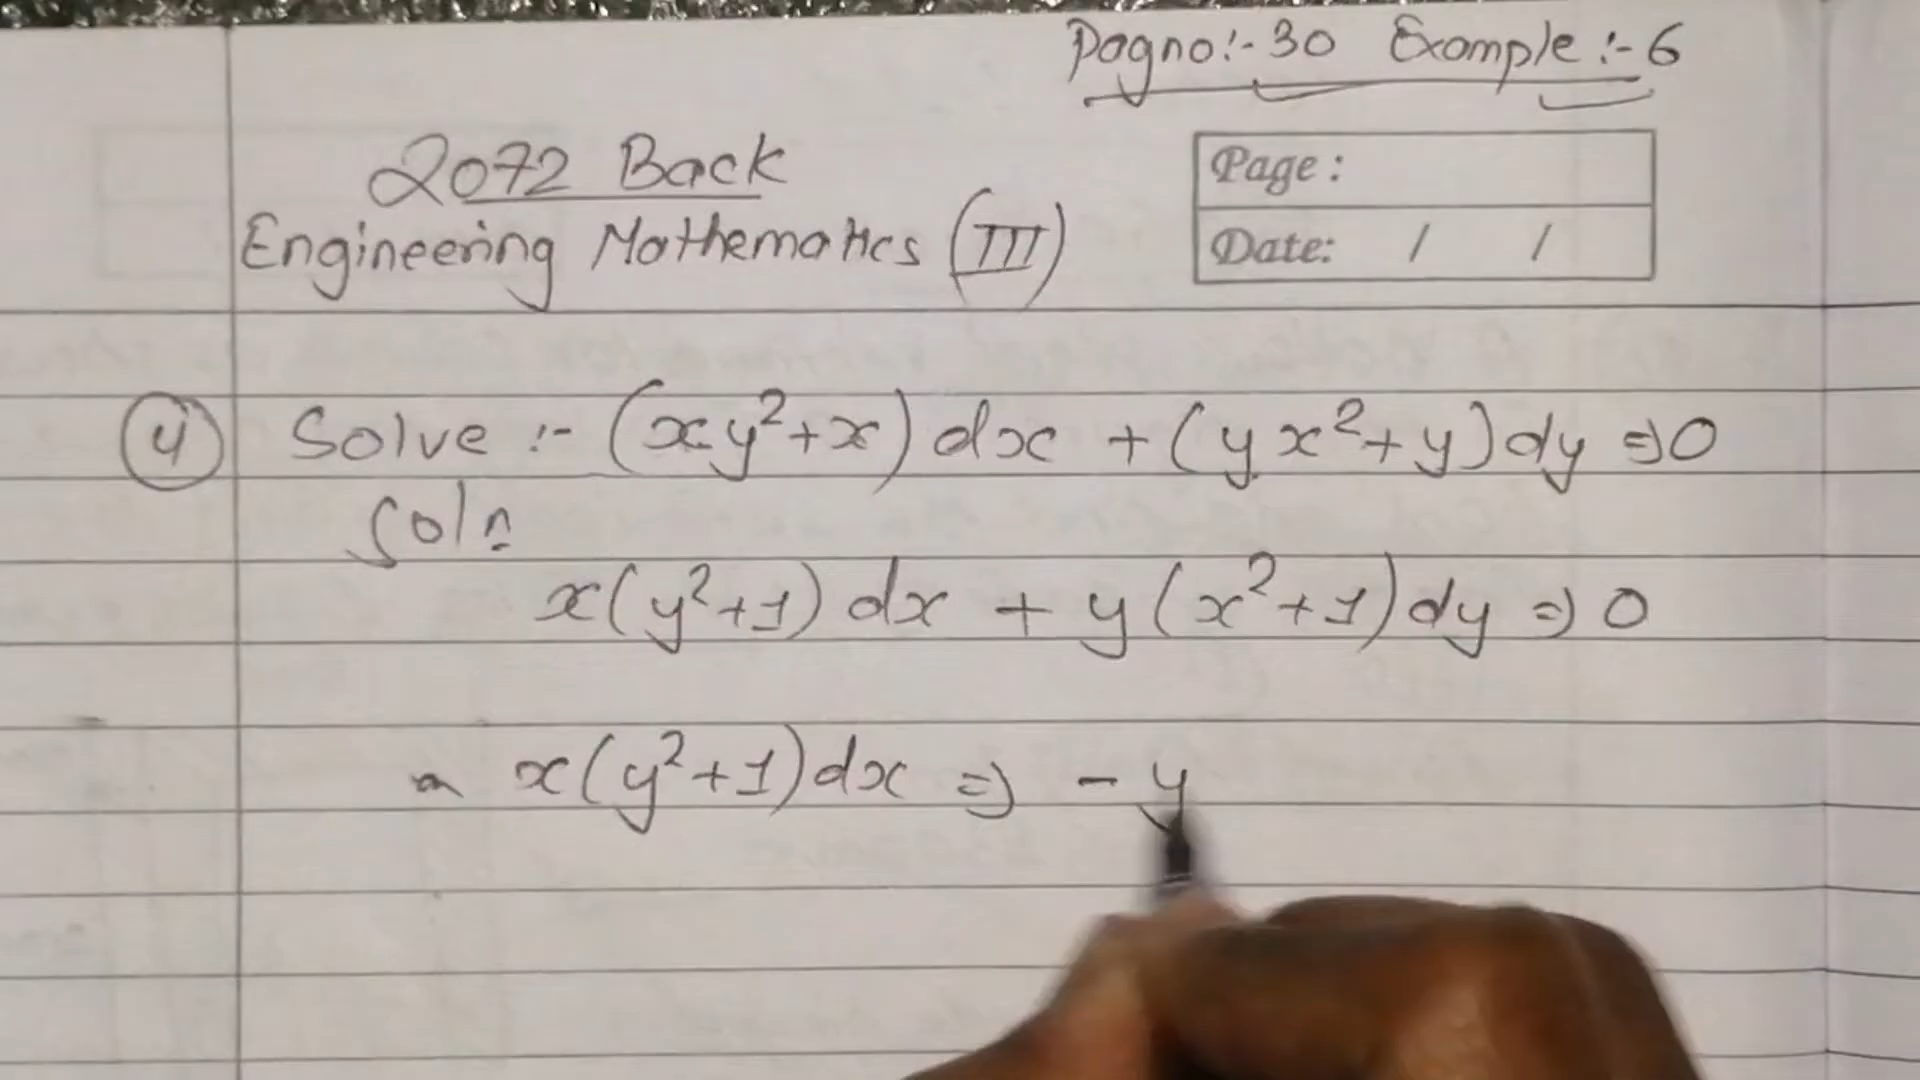 Pagno:- 30 Example :- 6
2072 Back
Engineering Mathematics (III)
Page :
Date: / /
4 Solve :- (xy²+x) dx + (yx²+y) dy => 0
Soln
x(y²+1) dx + y(x²+1) dy => 0
x(y²+1) dx => - y